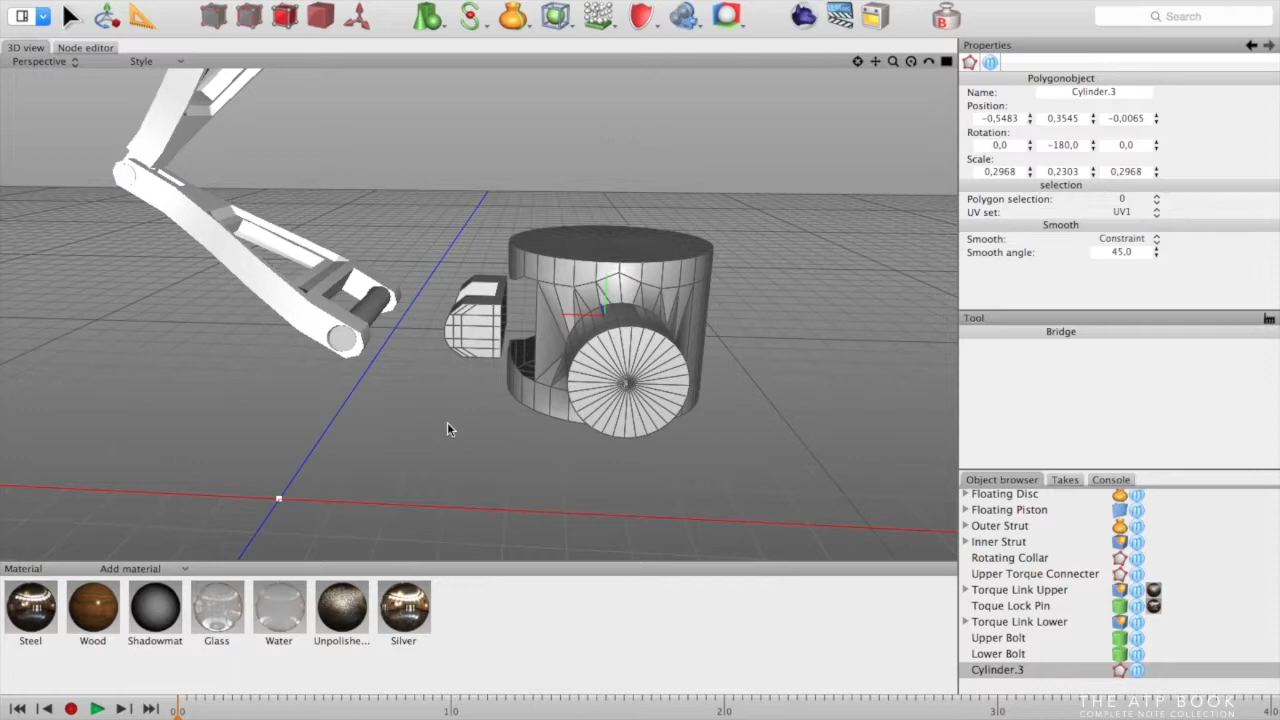 Search
3D view Node editor
Perspective Style
Properties
Polygonobject
Name: Cylinder.3
Position:
-0,5483 0,3545 -0,0065
Rotation:
0,0 -180,0 0,0
Scale:
0,2968 0,2303 0,2968
selection
Polygon selection: 0
UV set: UV1
Smooth
Smooth: Constraint
Smooth angle: 45,0
Tool
Bridge
Object browser Takes Console
Floating Disc
Floating Piston
Outer Strut
Inner Strut
Rotating Collar
Upper Torque Connecter
Torque Link Upper
Toque Lock Pin
Torque Link Lower
Upper Bolt
Lower Bolt
Cylinder.3
Material Add material
Steel Wood Shadowmat Glass Water Unpolishe... Silver
0,0 1,0 2,0 3,0 4,0
THE ATP BOOK
COMPLETE NOTE COLLECTION